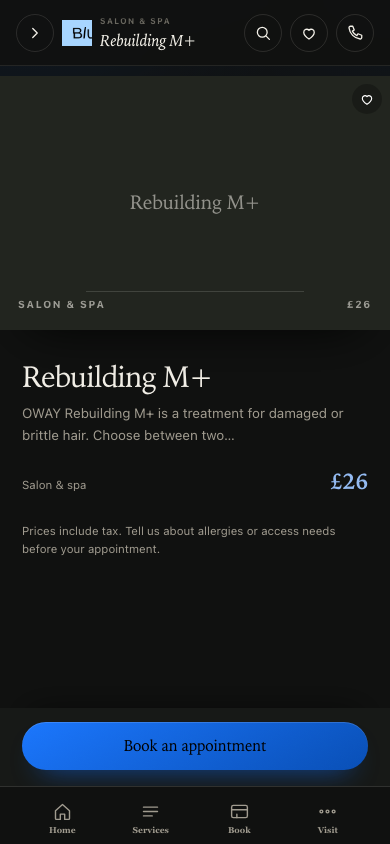 SALON & SPA
Rebuilding M+
Rebuilding M+
SALON & SPA
£26
Rebuilding M+
OWAY Rebuilding M+ is a treatment for damaged or
brittle hair. Choose between two...
Salon & spa
£26
Prices include tax. Tell us about allergies or access needs
before your appointment.
Book an appointment
Home
Services
Book
Visit